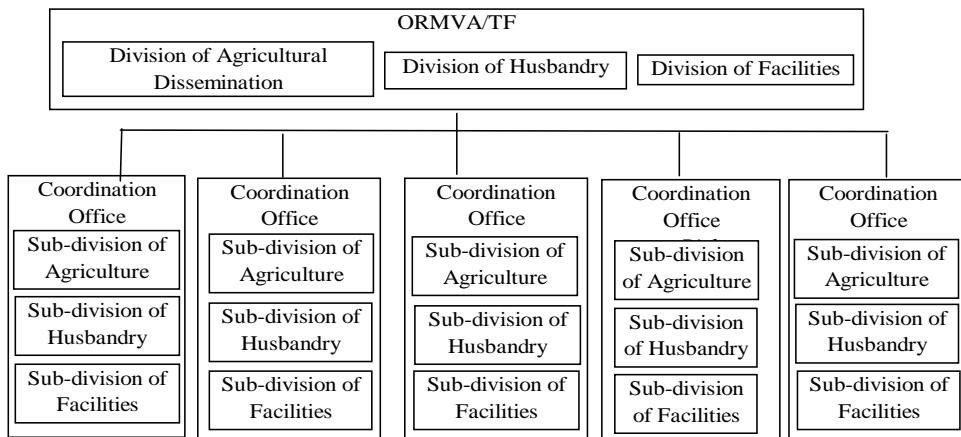 ORMVA/TF
Division of Agricultural
Dissemination
Division of Husbandry
Division of Facilities
Coordination
Office
Sub-division of
Agriculture
Sub-division of
Husbandry
Sub-division of
Facilities
Coordination
Office
Sub-division of
Agriculture
Sub-division of
Husbandry
Sub-division of
Facilities
Coordination
Office
Sub-division of
Agriculture
Sub-division of
Husbandry
Sub-division of
Facilities
Coordination
Office
Sub-division
of Agriculture
Sub-division
of Husbandry
Sub-division
of Facilities
Coordination
Office
Sub-division of
Agriculture
Sub-division of
Husbandry
Sub-division of
Facilities